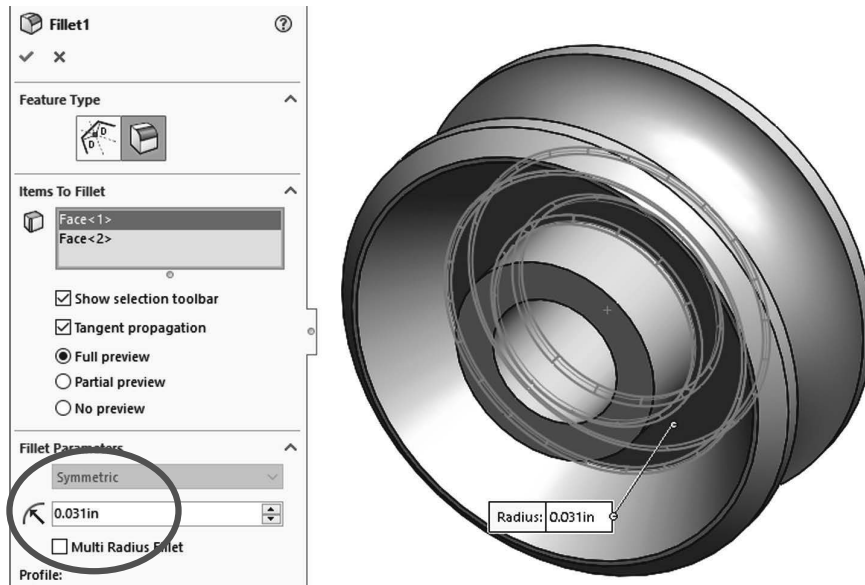 Fillet1
Feature Type
D
D
Items To Fillet
Face<1>
Face<2>
Show selection toolbar
Tangent propagation
Full preview
Partial preview
No preview
Fillet Parameters
Symmetric
0.031in
Multi Radius Fillet
Profile:
Radius: 0.031in